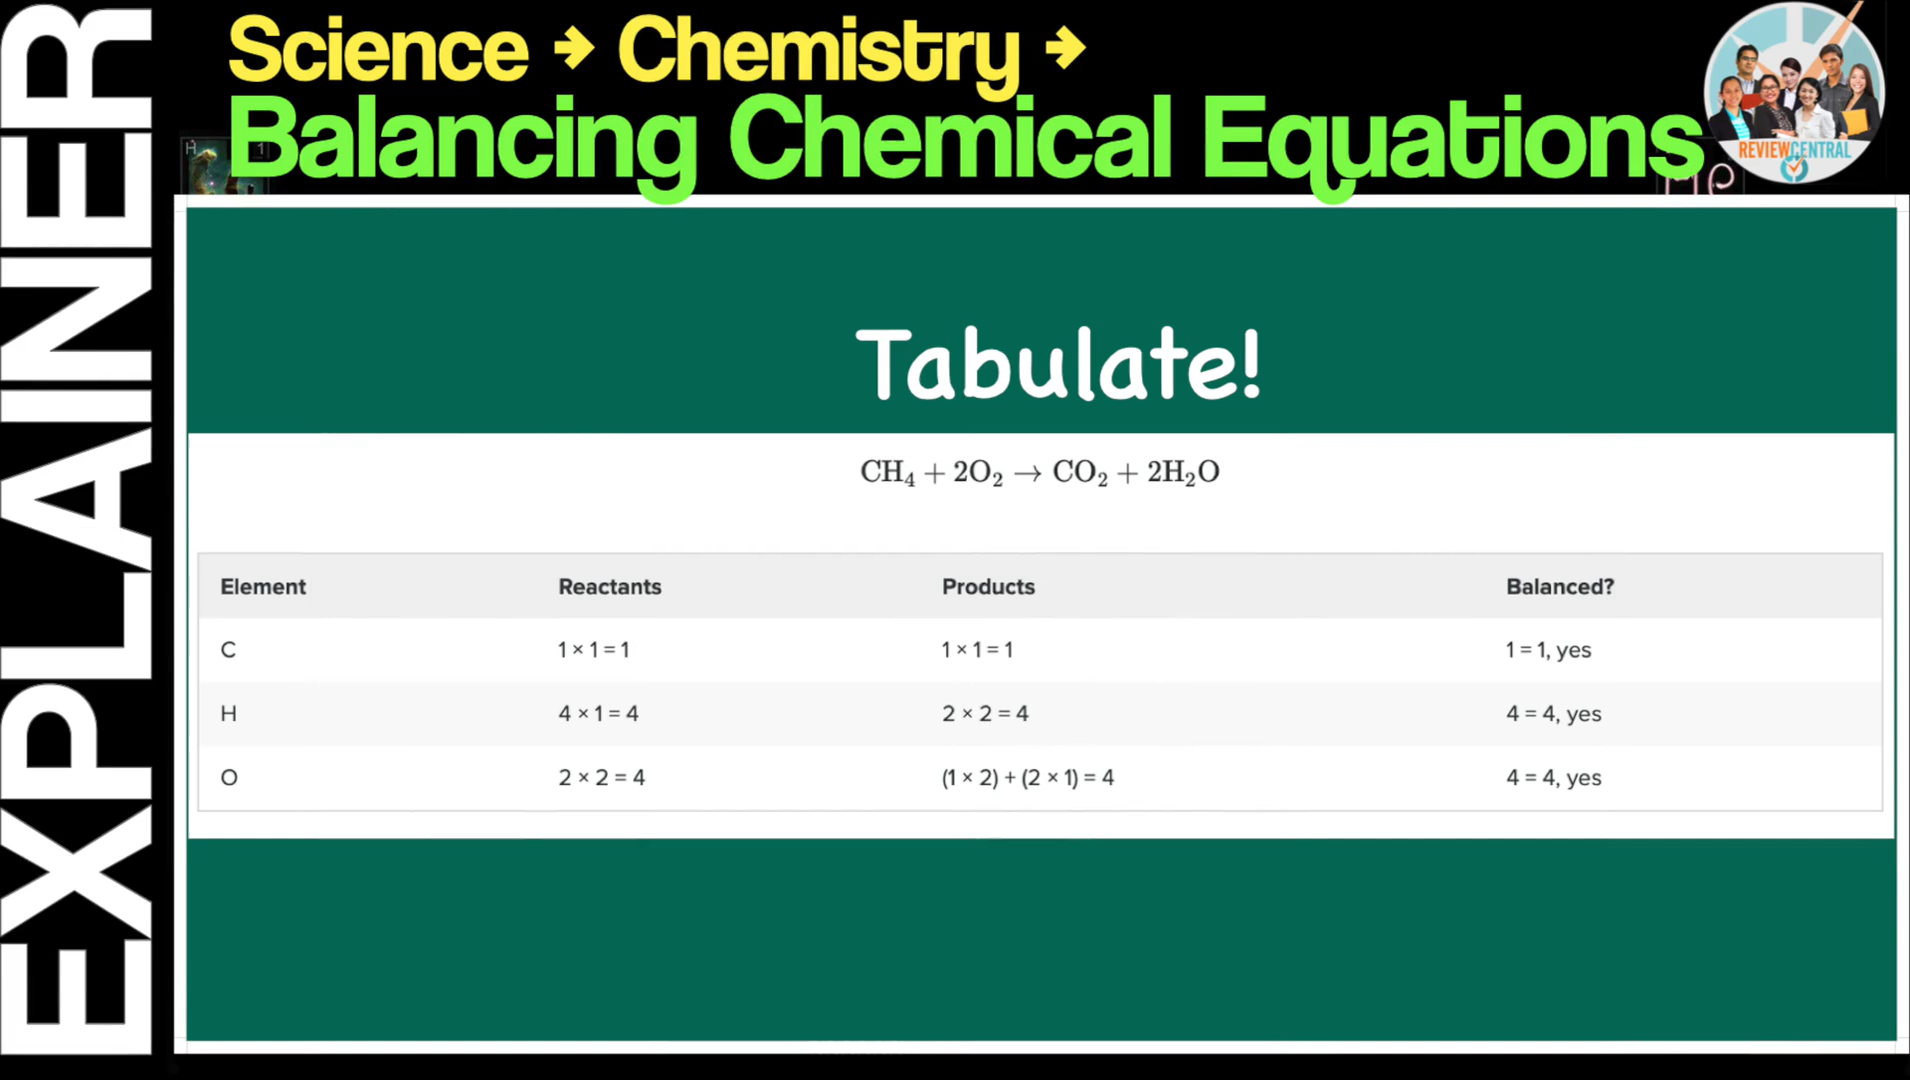 EXPLAINER
Science → Chemistry →
Balancing Chemical Equations
REVIEWCENTRAL
H 1
Tabulate!
CH₄ + 2O₂ → CO₂ + 2H₂O
Element Reactants Products Balanced?
C 1 × 1 = 1 1 × 1 = 1 1 = 1, yes
H 4 × 1 = 4 2 × 2 = 4 4 = 4, yes
O 2 × 2 = 4 (1 × 2) + (2 × 1) = 4 4 = 4, yes